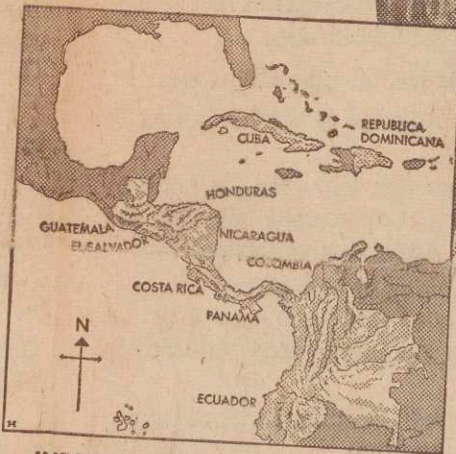 REPUBLICA
DOMINICANA
CUBA
HONDURAS
GUATEMALA
EL SALVADOR
NICARAGUA
COLOMBIA
COSTA RICA
PANAMA
N
ECUADOR
H